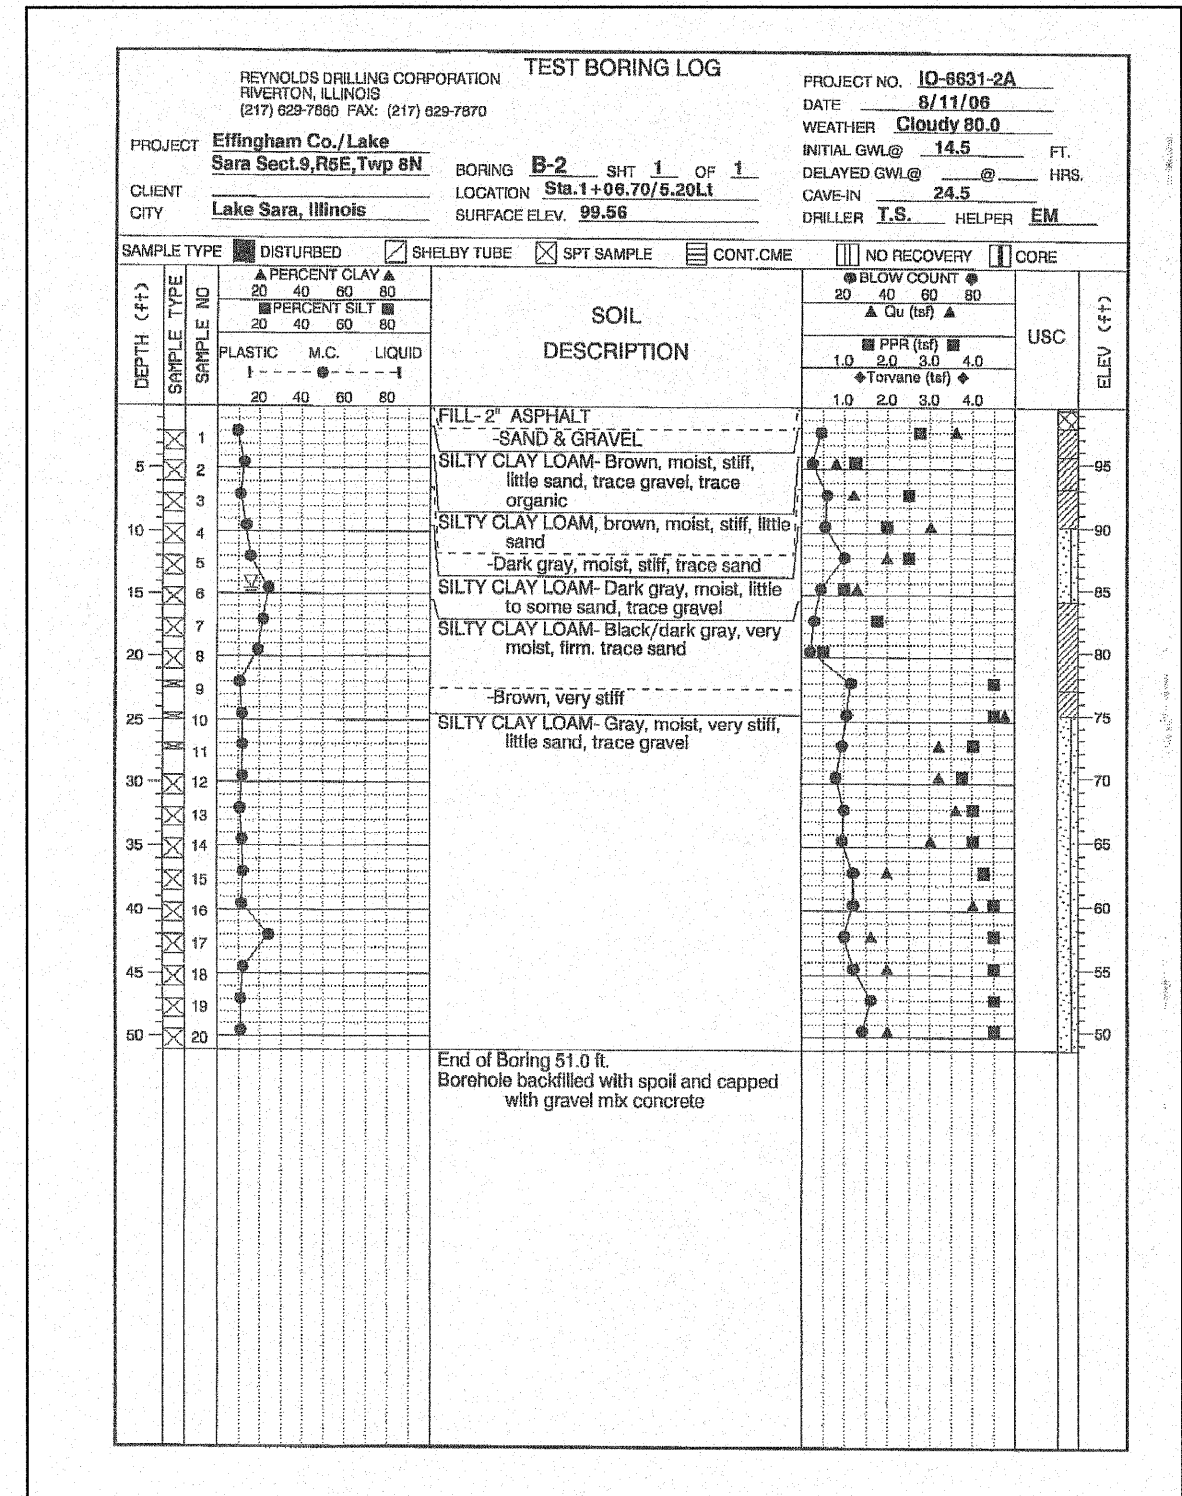 TEST BORING LOG
REYNOLDS DRILLING CORPORATION
RIVERTON, ILLINOIS
(217) 629-7860 FAX: (217) 629-7870
PROJECT Effingham Co./Lake
Sara Sect.9,R5E,Twp 8N
CLIENT
CITY Lake Sara, Illinois
BORING B-2 SHT 1 OF 1
LOCATION Sta.1+06.70/5.20Lt
SURFACE ELEV. 99.56
PROJECT NO. IO-6631-2A
DATE 8/11/06
WEATHER Cloudy 80.0
INITIAL GWL@ 14.5 FT.
DELAYED GWL@ @ HRS.
CAVE-IN 24.5
DRILLER T.S. HELPER EM
SAMPLE TYPE DISTURBED SHELBY TUBE SPT SAMPLE CONT.CME NO RECOVERY CORE
DEPTH (ft)
SAMPLE TYPE
SAMPLE NO
▲ PERCENT CLAY ▲
20 40 60 80
■ PERCENT SILT ■
20 40 60 80
PLASTIC M.C. LIQUID
20 40 60 80
SOIL
DESCRIPTION
● BLOW COUNT ●
20 40 60 80
▲ Qu (tsf) ▲
■ PPR (tsf) ■
1.0 2.0 3.0 4.0
◆ Torvane (tsf) ◆
1.0 2.0 3.0 4.0
USC
ELEV (ft)
5
10
15
20
25
30
35
40
45
50
1
2
3
4
5
6
7
8
9
10
11
12
13
14
15
16
17
18
19
20
FILL- 2" ASPHALT
-SAND & GRAVEL
SILTY CLAY LOAM- Brown, moist, stiff,
little sand, trace gravel, trace
organic
SILTY CLAY LOAM, brown, moist, stiff, little
sand
-Dark gray, moist, stiff, trace sand
SILTY CLAY LOAM- Dark gray, moist, little
to some sand, trace gravel
SILTY CLAY LOAM- Black/dark gray, very
moist, firm. trace sand
-Brown, very stiff
SILTY CLAY LOAM- Gray, moist, very stiff,
little sand, trace gravel
End of Boring 51.0 ft.
Borehole backfilled with spoil and capped
with gravel mix concrete
95
90
85
80
75
70
65
60
55
50